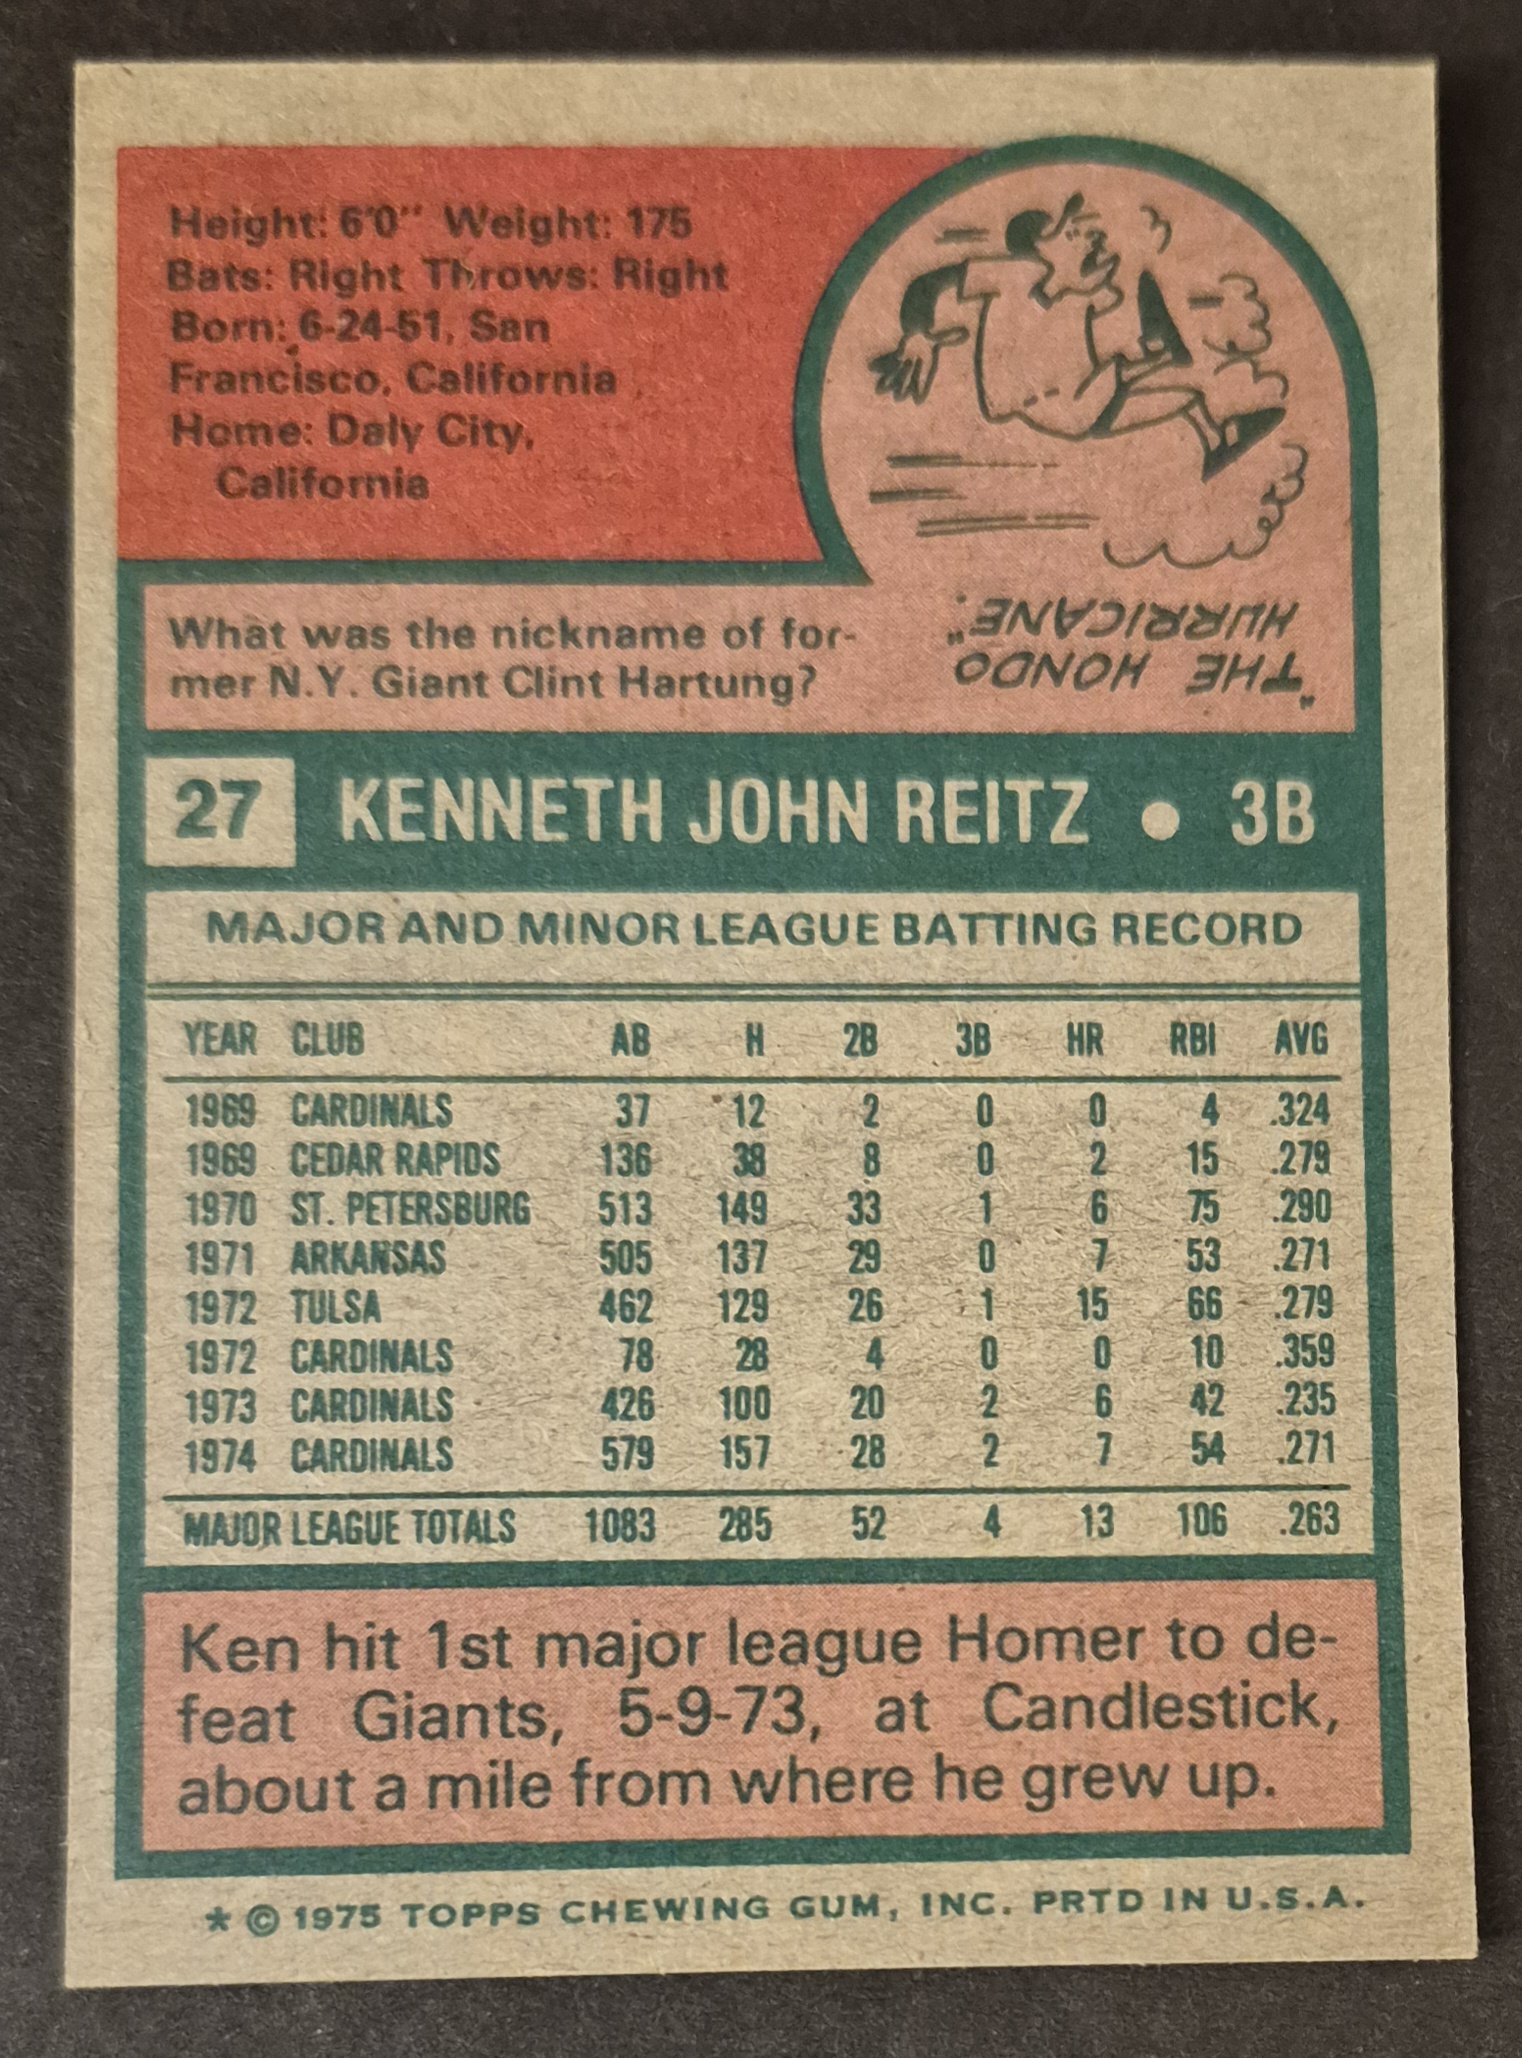 Height: 6'0" Weight: 175
Bats: Right Throws: Right
Born: 6-24-51, San
Francisco, California
Home: Daly City,
California
What was the nickname of for-
mer N.Y. Giant Clint Hartung?
"THE HONDO
HURRICANE."
27 KENNETH JOHN REITZ • 3B
MAJOR AND MINOR LEAGUE BATTING RECORD
YEAR CLUB AB H 2B 3B HR RBI AVG
1969 CARDINALS 37 12 2 0 0 4 .324
1969 CEDAR RAPIDS 136 38 8 0 2 15 .279
1970 ST. PETERSBURG 513 149 33 1 6 75 .290
1971 ARKANSAS 505 137 29 0 7 53 .271
1972 TULSA 462 129 26 1 15 66 .279
1972 CARDINALS 78 28 4 0 0 10 .359
1973 CARDINALS 426 100 20 2 6 42 .235
1974 CARDINALS 579 157 28 2 7 54 .271
MAJOR LEAGUE TOTALS 1083 285 52 4 13 106 .263
Ken hit 1st major league Homer to de-
feat Giants, 5-9-73, at Candlestick,
about a mile from where he grew up.
* © 1975 TOPPS CHEWING GUM, INC. PRTD IN U.S.A.